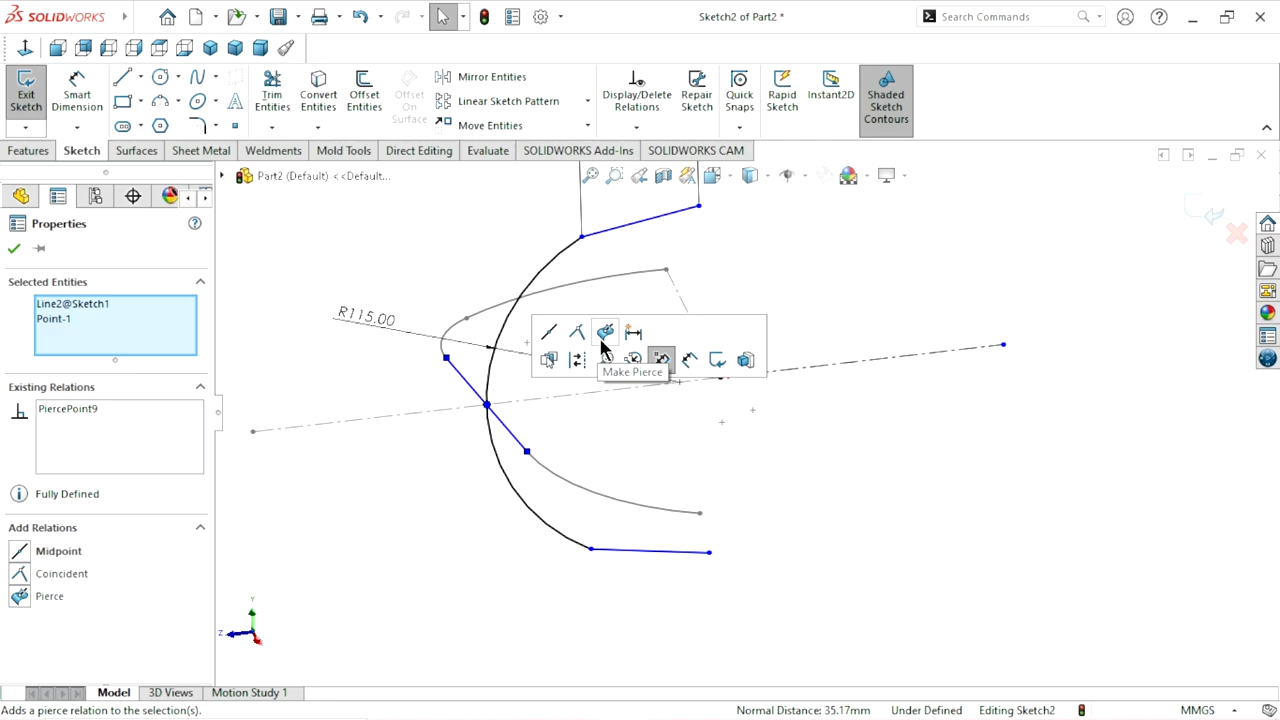 SOLIDWORKS
Sketch2 of Part2 *
Search Commands
Exit Sketch
Smart Dimension
Trim Entities
Convert Entities
Offset Entities
Offset On Surface
Mirror Entities
Linear Sketch Pattern
Move Entities
Display/Delete Relations
Repair Sketch
Quick Snaps
Rapid Sketch
Instant2D
Shaded Sketch Contours
Features
Sketch
Surfaces
Sheet Metal
Weldments
Mold Tools
Direct Editing
Evaluate
SOLIDWORKS Add-Ins
SOLIDWORKS CAM
Part2 (Default) <<Default...
Properties
Selected Entities
Line2@Sketch1
Point-1
Existing Relations
PiercePoint9
Fully Defined
Add Relations
Midpoint
Coincident
Pierce
R115.00
Make Pierce
Y
Z
Model
3D Views
Motion Study 1
Adds a pierce relation to the selection(s).
Normal Distance: 35.17mm
Under Defined
Editing Sketch2
MMGS